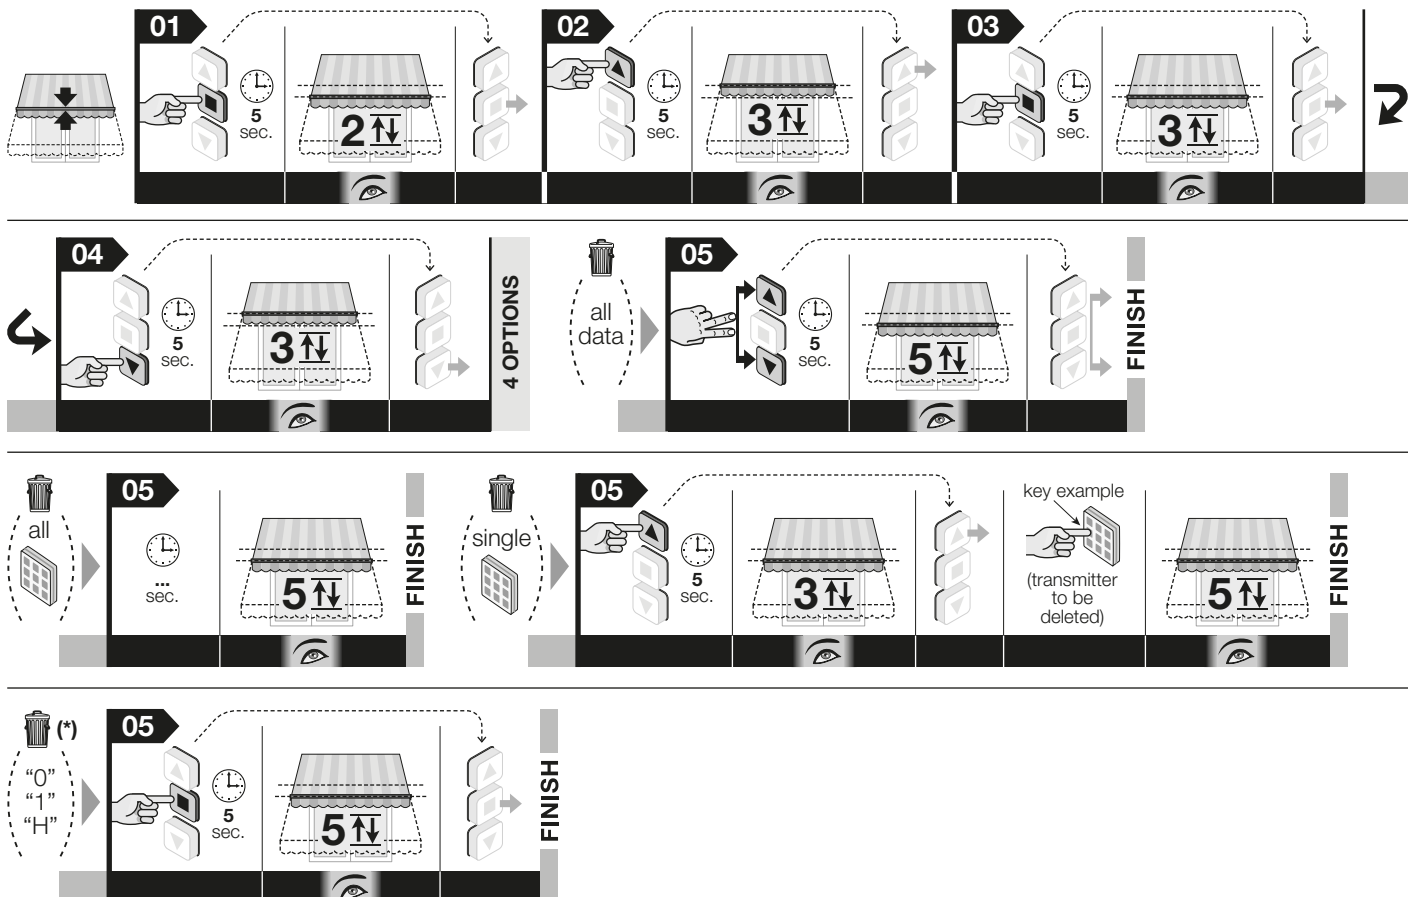 01
5
sec.
2
02
5
sec.
3
03
5
sec.
3
04
5
sec.
3
4 OPTIONS
all
data
05
5
sec.
5
FINISH
all
05
...
sec.
5
FINISH
single
05
5
sec.
3
key example
(transmitter
to be
deleted)
5
FINISH
(*)
“0”
“1”
“H”
05
5
sec.
5
FINISH